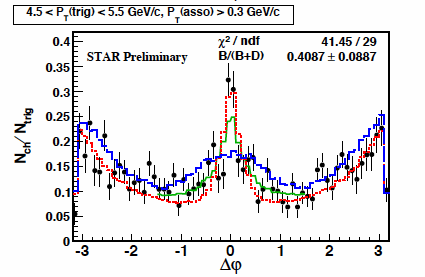 4.5 < P_T(trig) < 5.5 GeV/c, P_T(asso) > 0.3 GeV/c
STAR Preliminary
χ² / ndf 41.45 / 29
B/(B+D) 0.4087 ± 0.0887
N_ch / N_trig
0.4
0.35
0.3
0.25
0.2
0.15
0.1
0.05
0
-3 -2 -1 0 1 2 3
Δφ